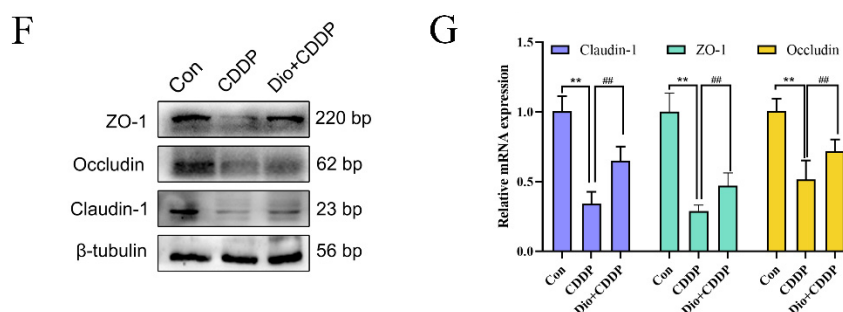 F
Con CDDP Dio+CDDP
ZO-1 220 bp
Occludin 62 bp
Claudin-1 23 bp
β-tubulin 56 bp
G
Claudin-1 ZO-1 Occludin
Relative mRNA expression
1.5
1.0
0.5
0.0
** ## ** ## ** ##
Con CDDP Dio+CDDP Con CDDP Dio+CDDP Con CDDP Dio+CDDP